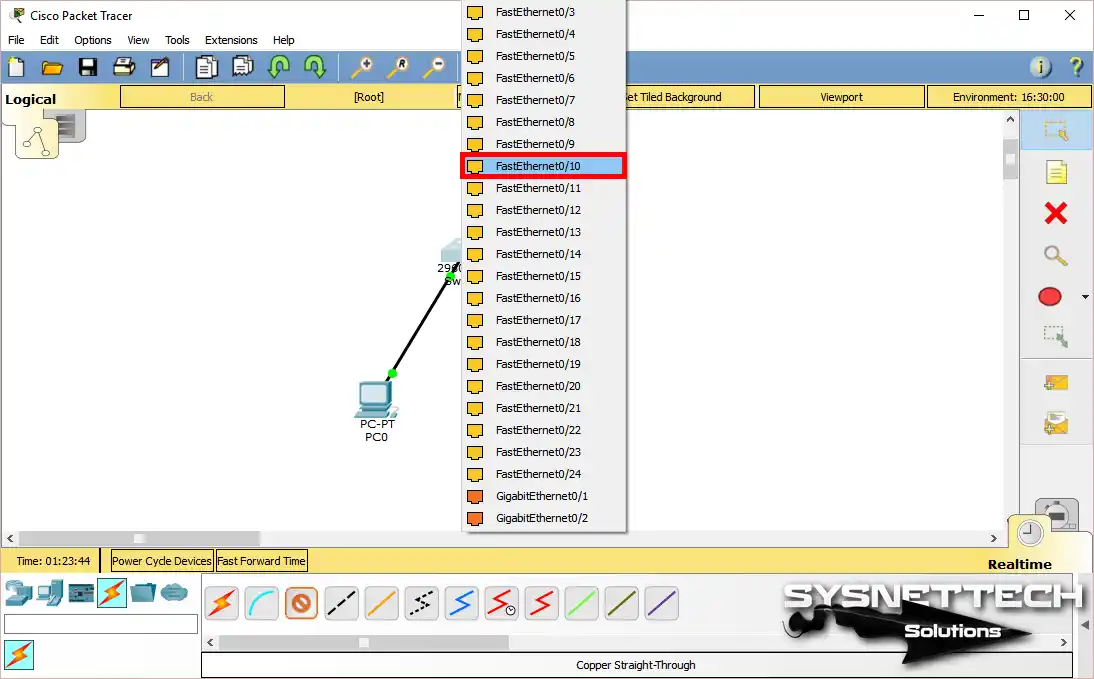 Cisco Packet Tracer
File Edit Options View Tools Extensions Help
Logical
Back
[Root]
et Tiled Background
Viewport
Environment: 16:30:00
FastEthernet0/3
FastEthernet0/4
FastEthernet0/5
FastEthernet0/6
FastEthernet0/7
FastEthernet0/8
FastEthernet0/9
FastEthernet0/10
FastEthernet0/11
FastEthernet0/12
FastEthernet0/13
FastEthernet0/14
FastEthernet0/15
FastEthernet0/16
FastEthernet0/17
FastEthernet0/18
FastEthernet0/19
FastEthernet0/20
FastEthernet0/21
FastEthernet0/22
FastEthernet0/23
FastEthernet0/24
GigabitEthernet0/1
GigabitEthernet0/2
296
Sw
PC-PT
PC0
Time: 01:23:44
Power Cycle Devices
Fast Forward Time
Realtime
SYSNETTECH
Solutions
Copper Straight-Through